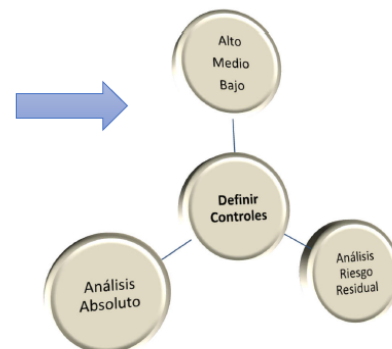 Alto
Medio
Bajo
Definir
Controles
Análisis
Absoluto
Análisis
Riesgo
Residual